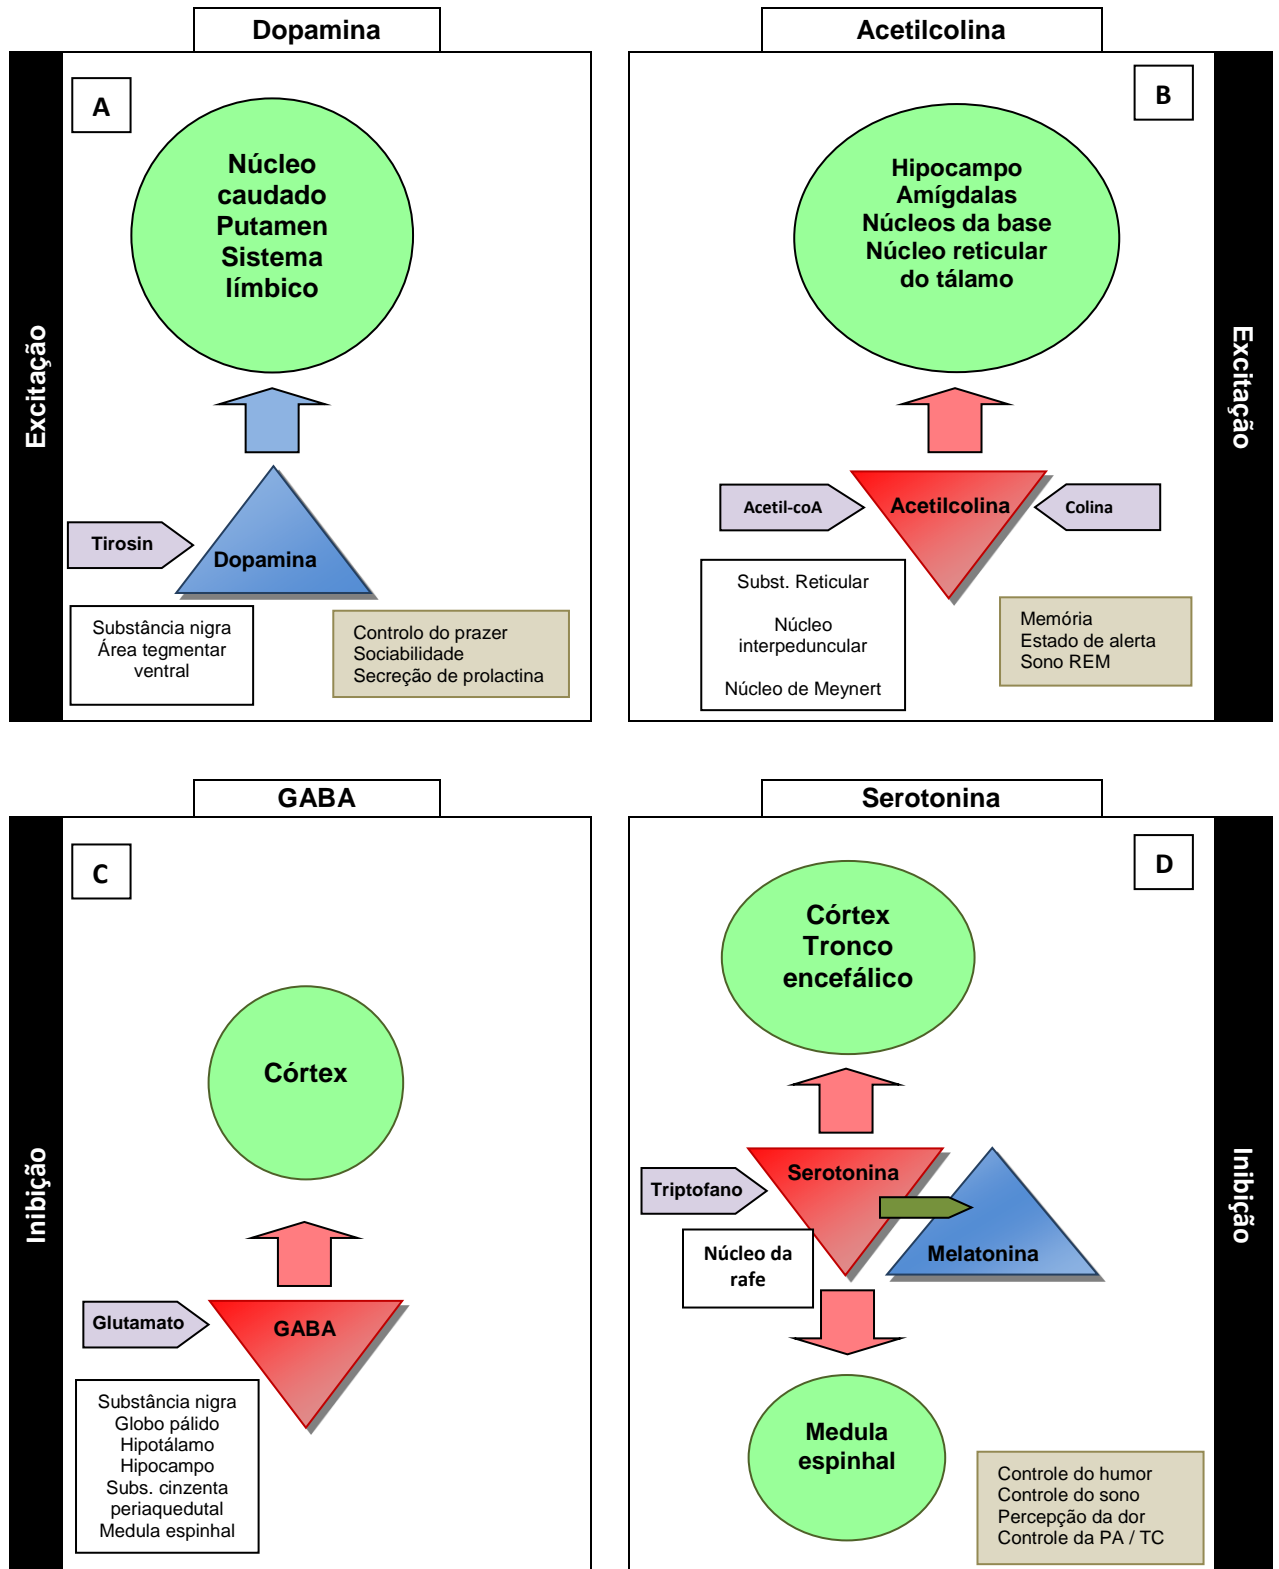 Dopamina
A
Núcleo
caudado
Putamen
Sistema
límbico
Excitação
Tirosin
Dopamina
Substância nigra
Área tegmentar
ventral
Controlo do prazer
Sociabilidade
Secreção de prolactina
Acetilcolina
B
Hipocampo
Amígdalas
Núcleos da base
Núcleo reticular
do tálamo
Excitação
Acetil-coA
Acetilcolina
Colina
Subst. Reticular
Núcleo
interpeduncular
Núcleo de Meynert
Memória
Estado de alerta
Sono REM
GABA
C
Córtex
Inibição
Glutamato
GABA
Substância nigra
Globo pálido
Hipotálamo
Hipocampo
Subs. cinzenta
periaquedutal
Medula espinhal
Serotonina
D
Córtex
Tronco
encefálico
Inibição
Triptofano
Serotonina
Núcleo da
rafe
Melatonina
Medula
espinhal
Controle do humor
Controle do sono
Percepção da dor
Controle da PA / TC